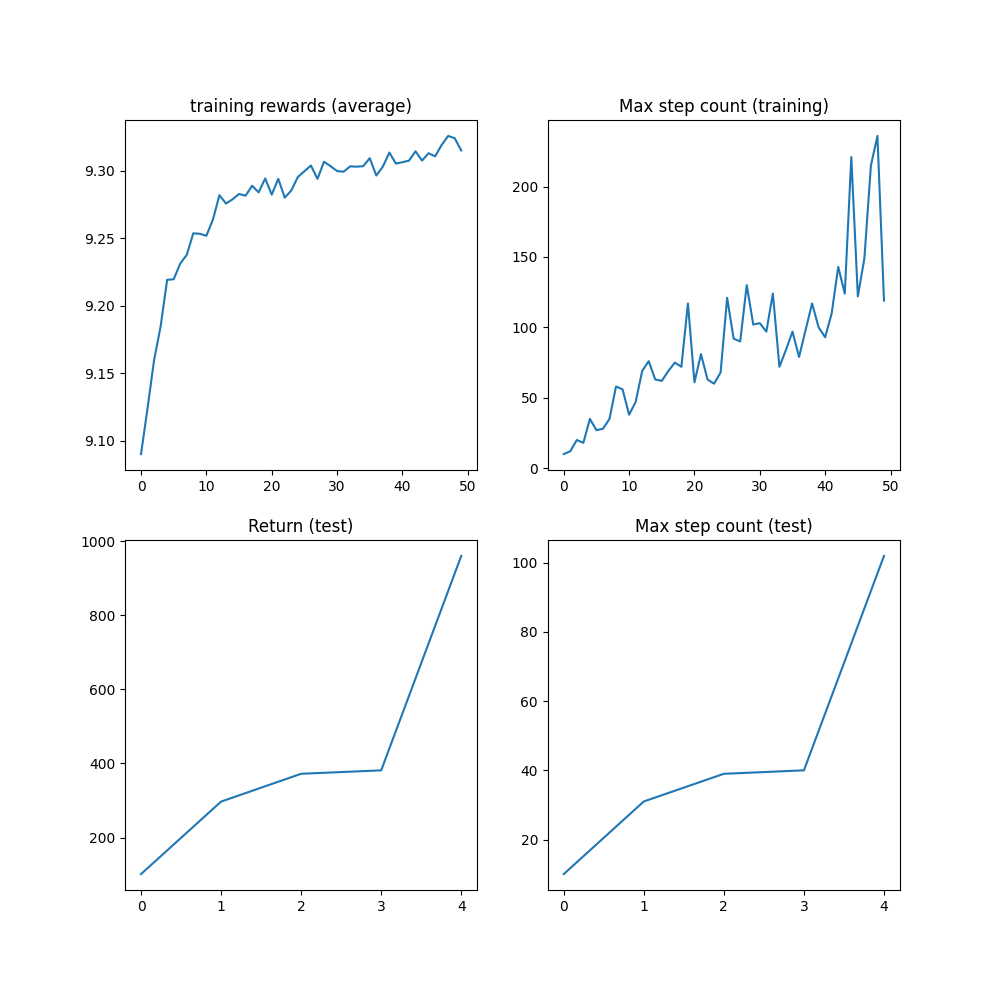 training rewards (average)
9.30
9.25
9.20
9.15
9.10
0 10 20 30 40 50
Max step count (training)
200
150
100
50
0
0 10 20 30 40 50
Return (test)
1000
800
600
400
200
0 1 2 3 4
Max step count (test)
100
80
60
40
20
0 1 2 3 4